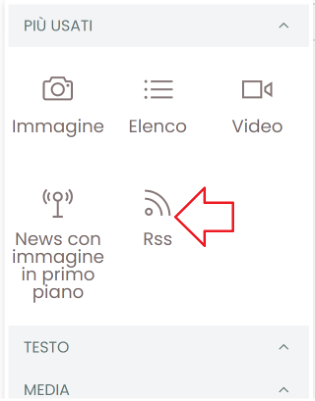 PIÙ USATI
Immagine Elenco Video
News con
immagine
in primo
piano
Rss
TESTO
MEDIA